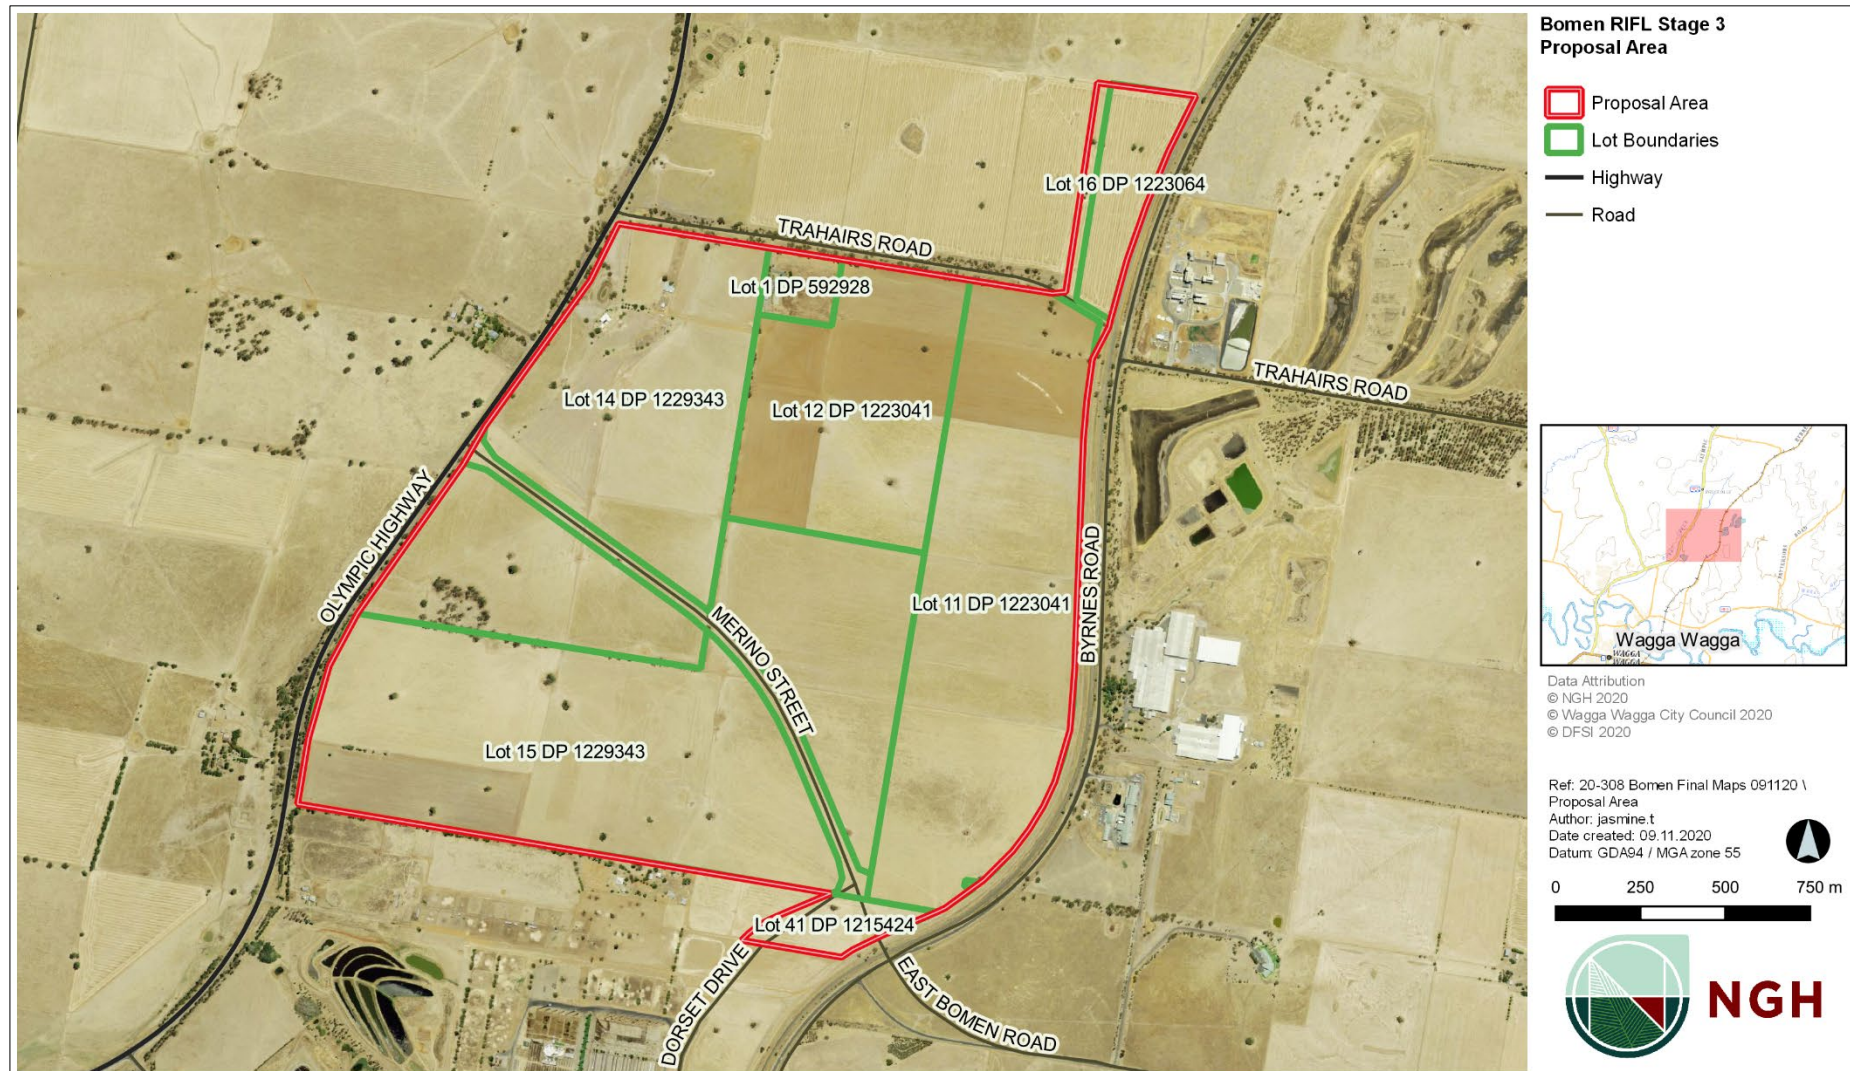 Bomen RIFL Stage 3
Proposal Area
Proposal Area
Lot Boundaries
Highway
Road
Lot 16 DP 1223064
TRAHAIRS ROAD
Lot 1 DP 592928
TRAHAIRS ROAD
Lot 14 DP 1229343
Lot 12 DP 1223041
OLYMPIC HIGHWAY
BYRNES ROAD
Lot 11 DP 1223041
MERINO STREET
Lot 15 DP 1229343
Lot 41 DP 1215424
DORSET DRIVE
EAST BOMEN ROAD
Wagga Wagga
WAGGA
WAGGA
Data Attribution
© NGH 2020
© Wagga Wagga City Council 2020
© DFSI 2020
Ref: 20-308 Bomen Final Maps 091120 \
Proposal Area
Author: jasmine.t
Date created: 09.11.2020
Datum: GDA94 / MGA zone 55
0 250 500 750 m
NGH